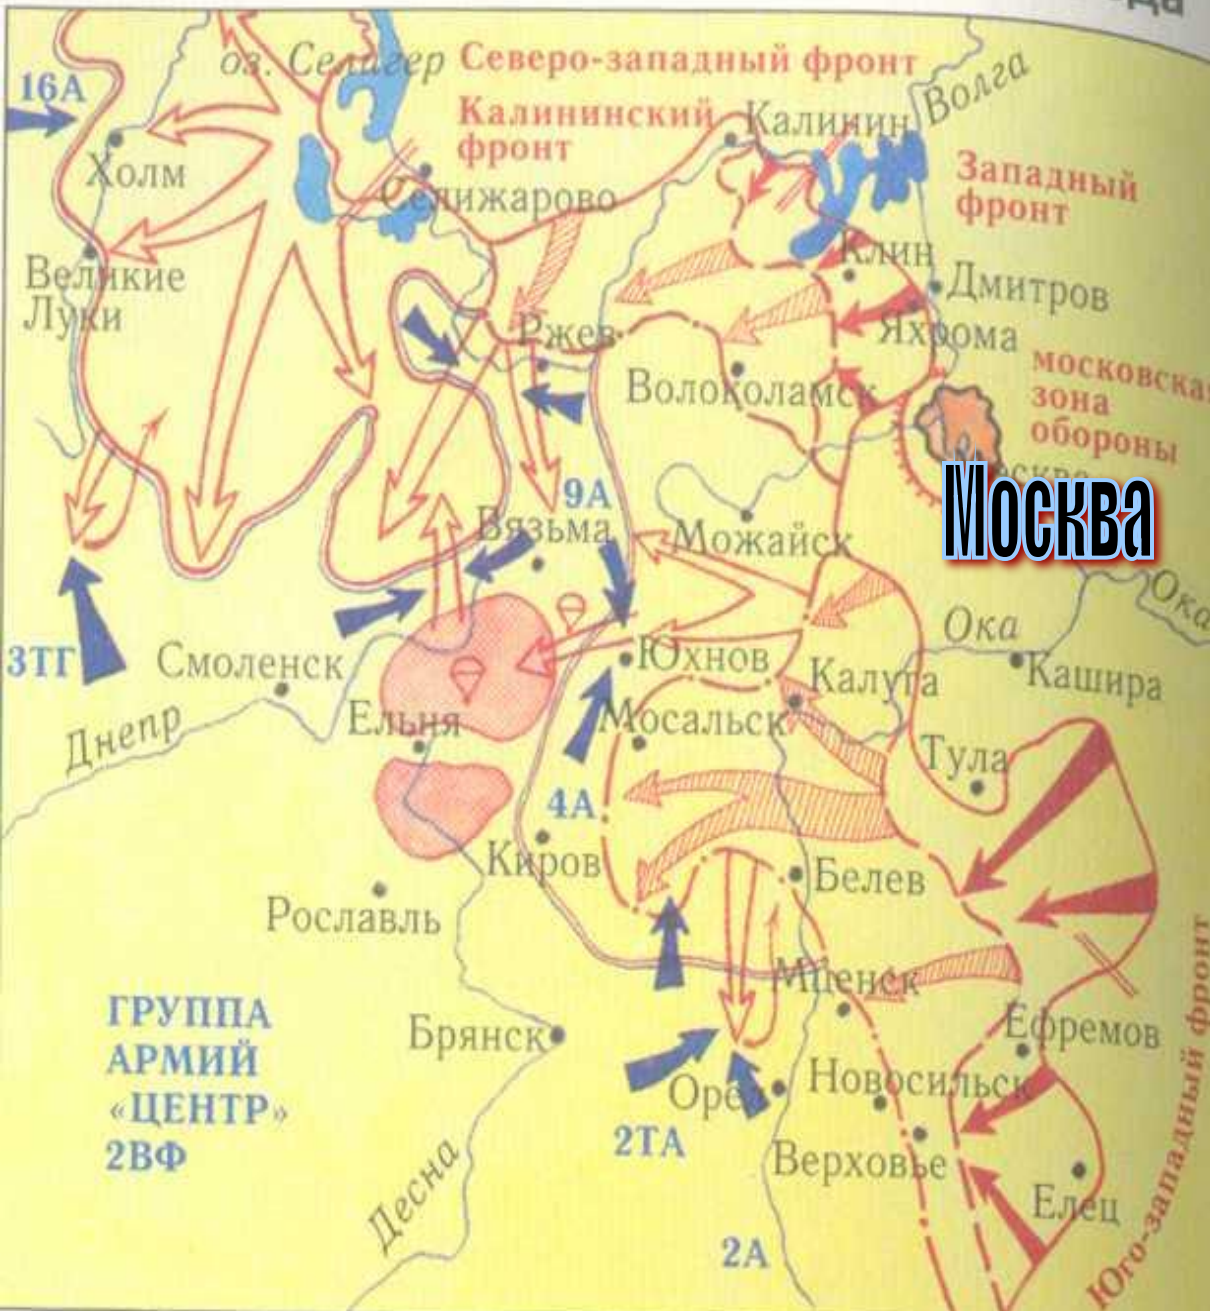 оз. Селигер
Северо-западный фронт
16А
Калининский
фронт
Калинин
Волга
Холм
Селижарово
Западный
фронт
Великие
Луки
Клин
Дмитров
Ржев
Яхрома
Волоколамск
московская
зона
обороны
Москва
9А
Вязьма
Можайск
Москва
Ока
Ока
3ТГ
Смоленск
Юхнов
Калуга
Кашира
Днепр
Ельня
Мосальск
Тула
4А
Киров
Белев
Рославль
Мценск
ГРУППА
АРМИЙ
«ЦЕНТР»
2ВФ
Брянск
Ефремов
Орел
Новосильск
2ТА
Верховье
Десна
Елец
2А
Юго-западный фронт